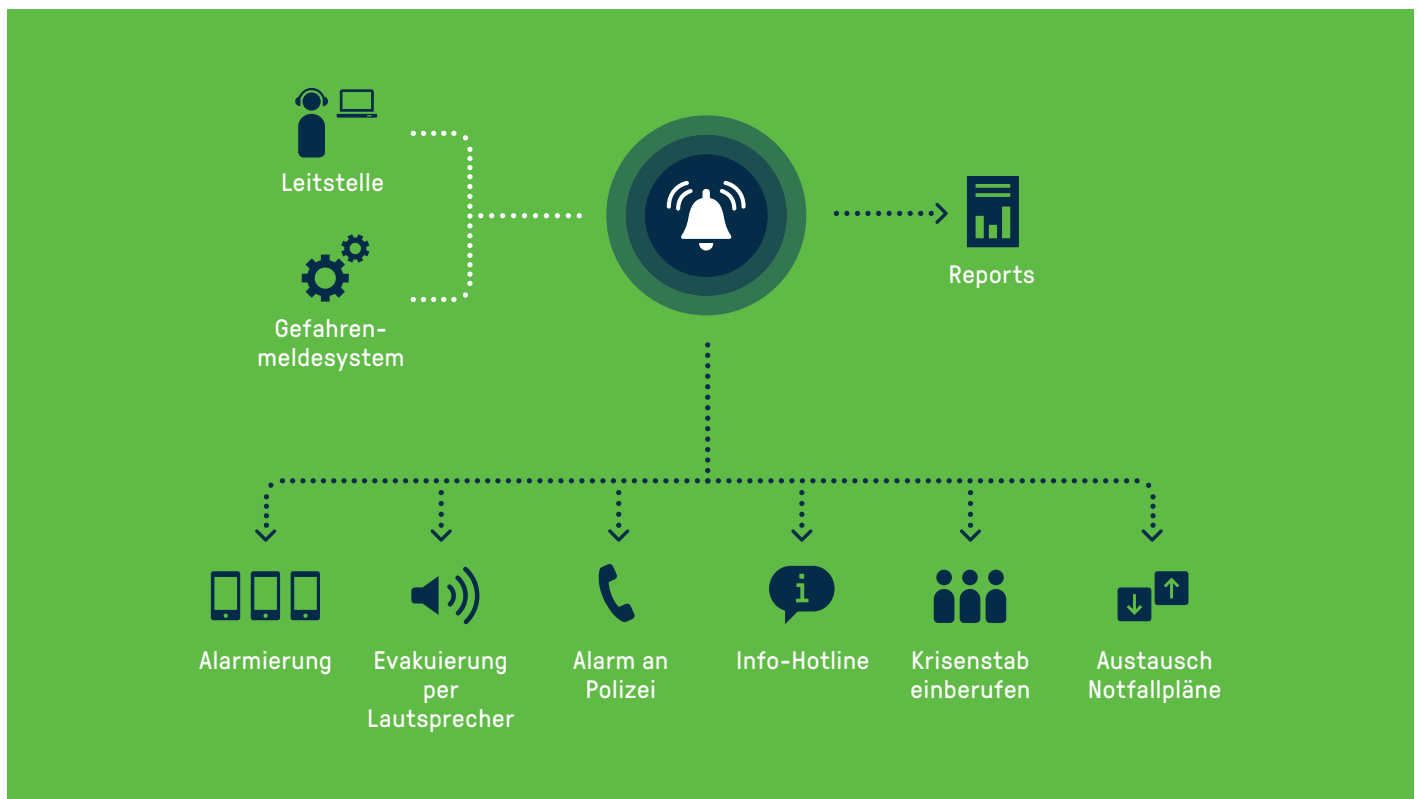 Leitstelle
Gefahren-
meldesystem
Reports
Alarmierung
Evakuierung
per
Lautsprecher
Alarm an
Polizei
Info-Hotline
Krisenstab
einberufen
Austausch
Notfallpläne